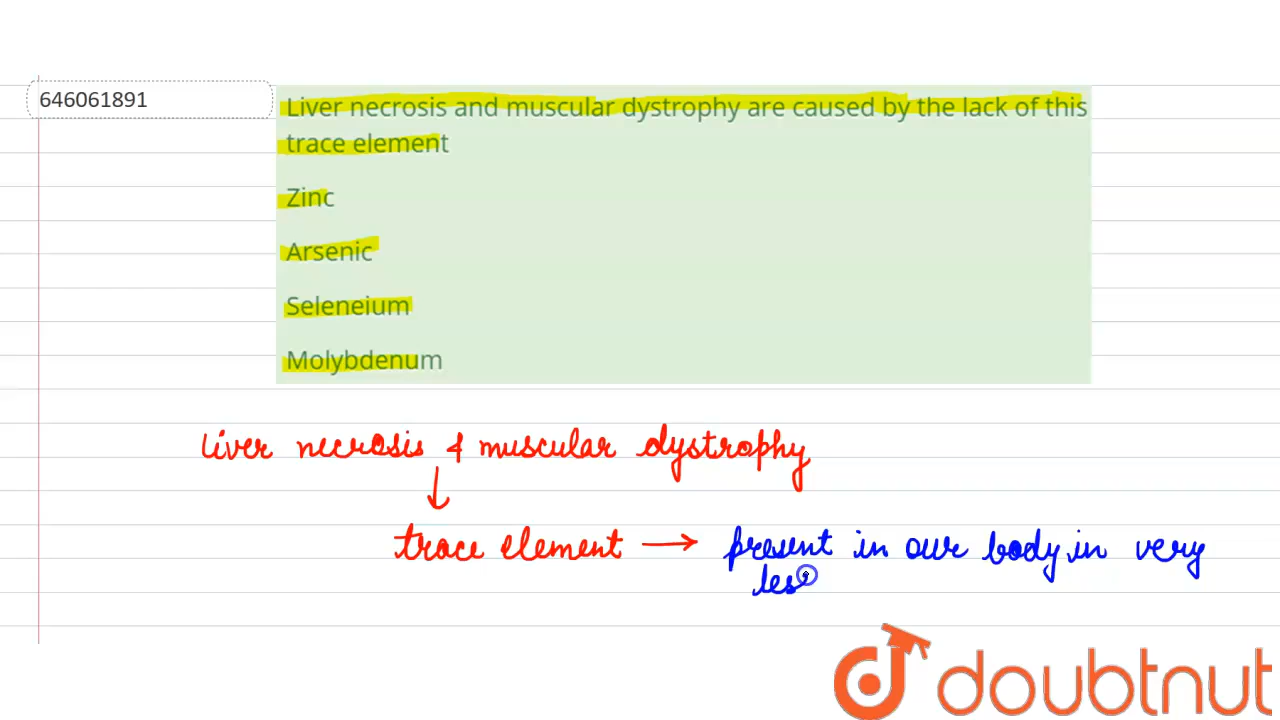 646061891
Liver necrosis and muscular dystrophy are caused by the lack of this
trace element
Zinc
Arsenic
Seleneium
Molybdenum
Liver necrosis & muscular dystrophy
trace element → present in our body in very
les
doubtnut